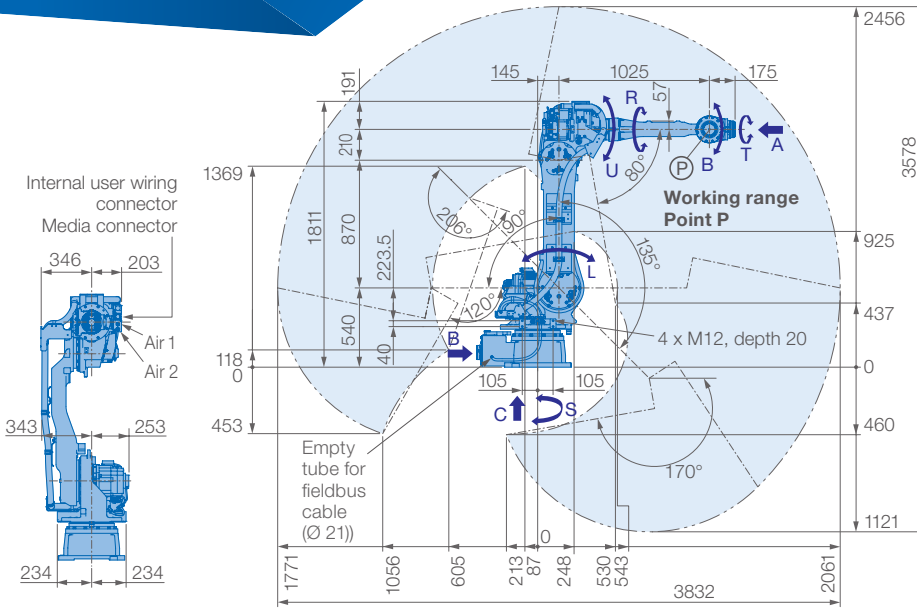 2456
145
1025
175
191
57
R
B
T
A
U
P
80°
Working range
Point P
3578
210
1369
1811
870
206°
90°
135°
925
Internal user wiring
connector
Media connector
346
203
223.5
L
120°
437
540
4 x M12, depth 20
Air 1
Air 2
B
118
40
0
0
105
105
C
S
343
253
453
460
Empty
tube for
fieldbus
cable
(Ø 21))
170°
1121
0
234
234
1771
1056
605
213
87
248
530
543
2061
3832